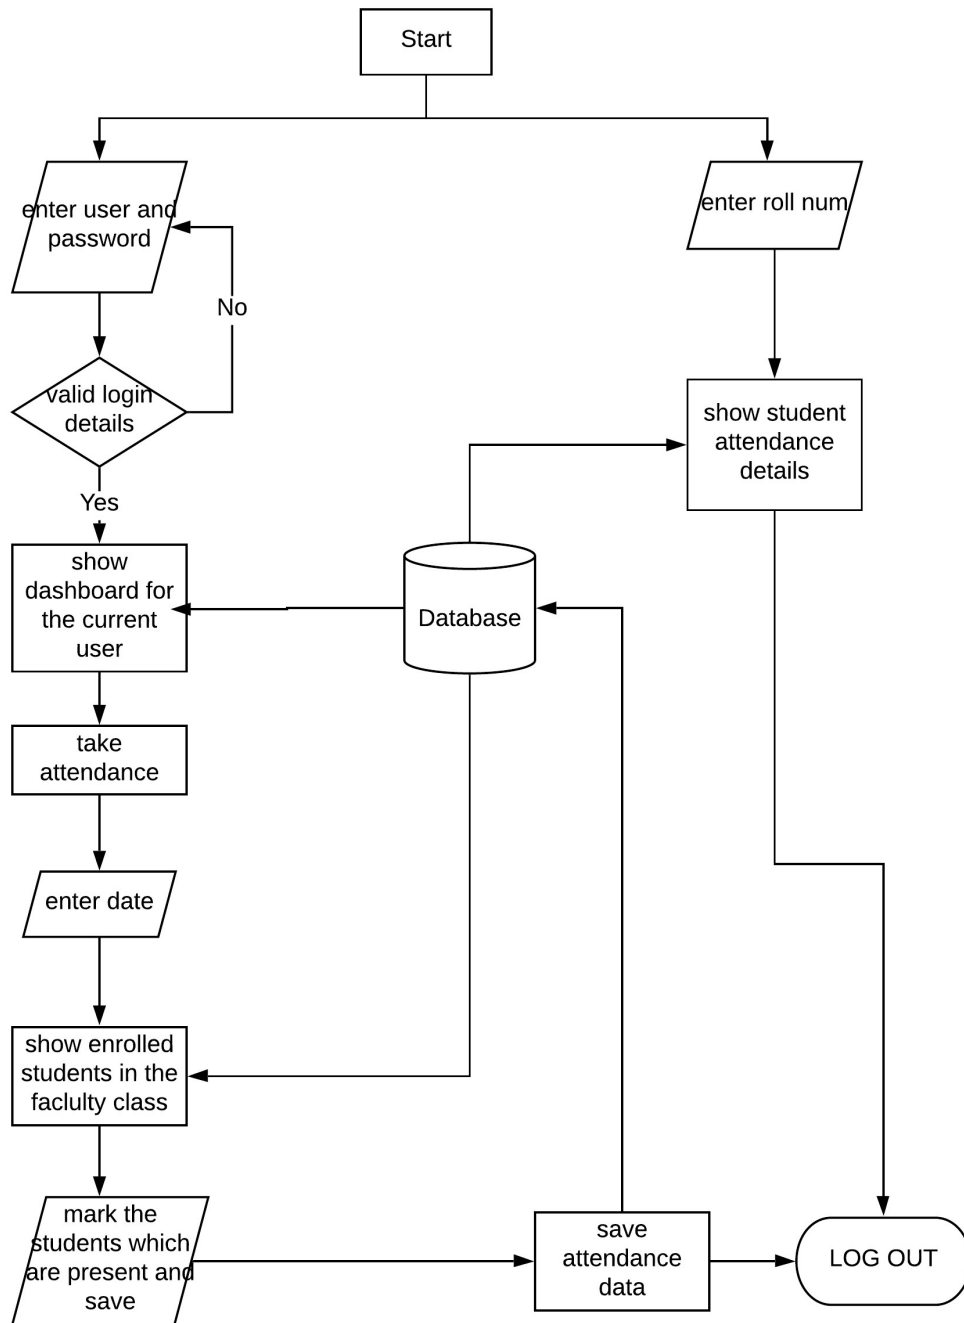 Start
enter user and
password
enter roll num
No
valid login
details
show student
attendance
details
Yes
show
dashboard for
the current
user
Database
take
attendance
enter date
show enrolled
students in the
faclulty class
mark the
students which
are present and
save
save
attendance
data
LOG OUT